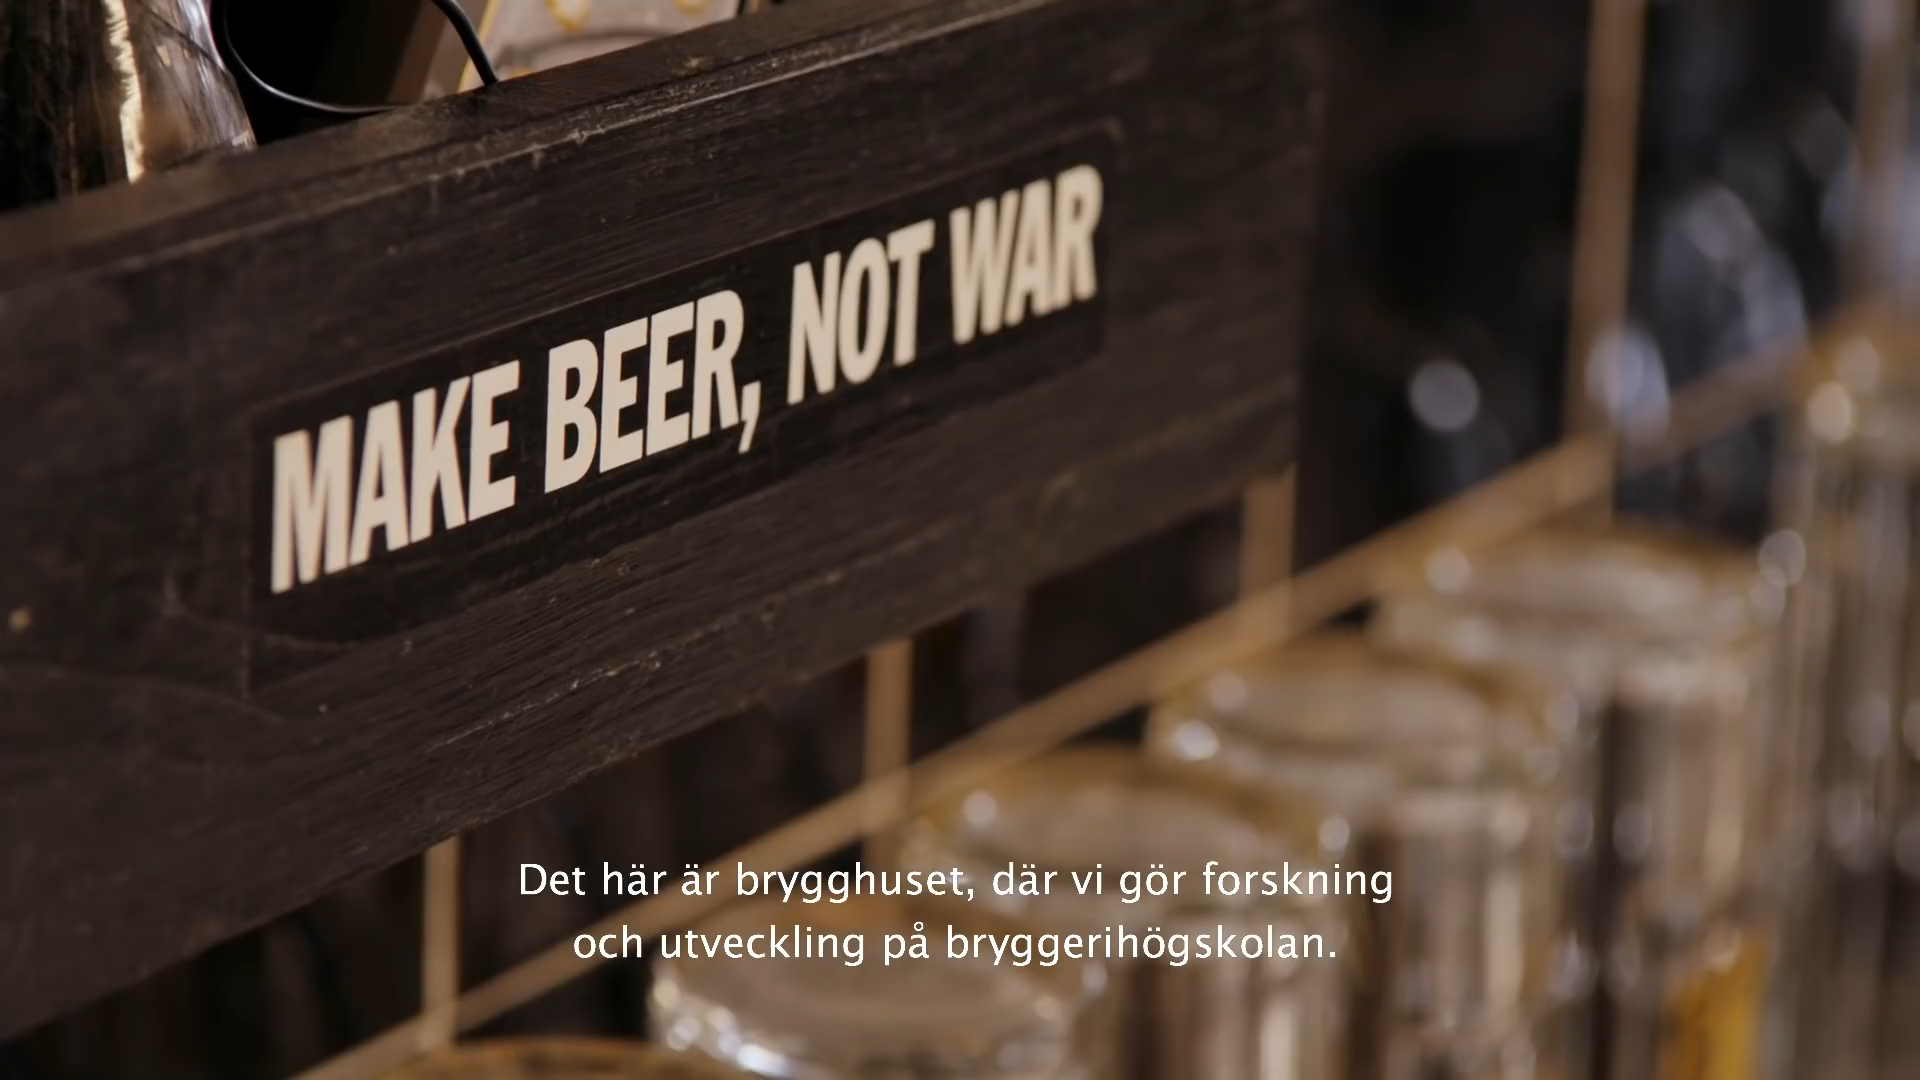 MAKE BEER, NOT WAR
Det här är brygghuset, där vi gör forskning
och utveckling på bryggerihögskolan.